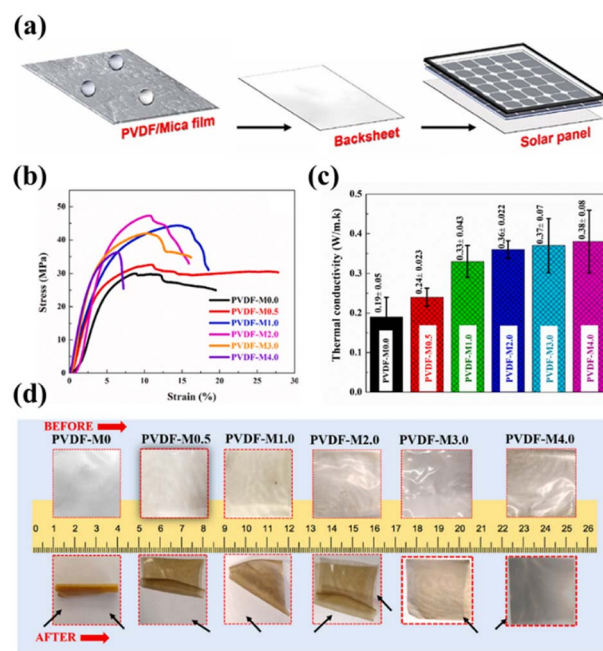 (a)
PVDF/Mica film
Backsheet
Solar panel
(b)
50
40
30
20
10
0
0 5 10 15 20 25 30
Stress (MPa)
Strain (%)
PVDF-M0.0
PVDF-M0.5
PVDF-M1.0
PVDF-M2.0
PVDF-M3.0
PVDF-M4.0
(c)
0.5
0.4
0.3
0.2
0.1
0.0
Thermal conductivity (W/m.k)
0.19± 0.05
0.24± 0.023
0.33± 0.043
0.36± 0.022
0.37± 0.07
0.38± 0.08
PVDF-M0.0
PVDF-M0.5
PVDF-M1.0
PVDF-M2.0
PVDF-M3.0
PVDF-M4.0
(d)
BEFORE
PVDF-M0 PVDF-M0.5 PVDF-M1.0 PVDF-M2.0 PVDF-M3.0 PVDF-M4.0
0 1 2 3 4 5 6 7 8 9 10 11 12 13 14 15 16 17 18 19 20 21 22 23 24 25 26
AFTER